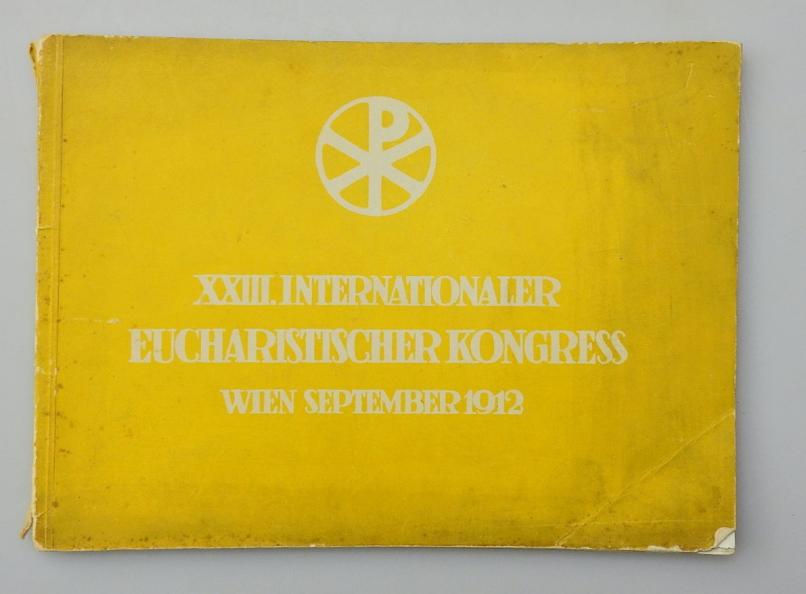 XXIII. INTERNATIONALER
EUCHARISTISCHER KONGRESS
WIEN SEPTEMBER 1912